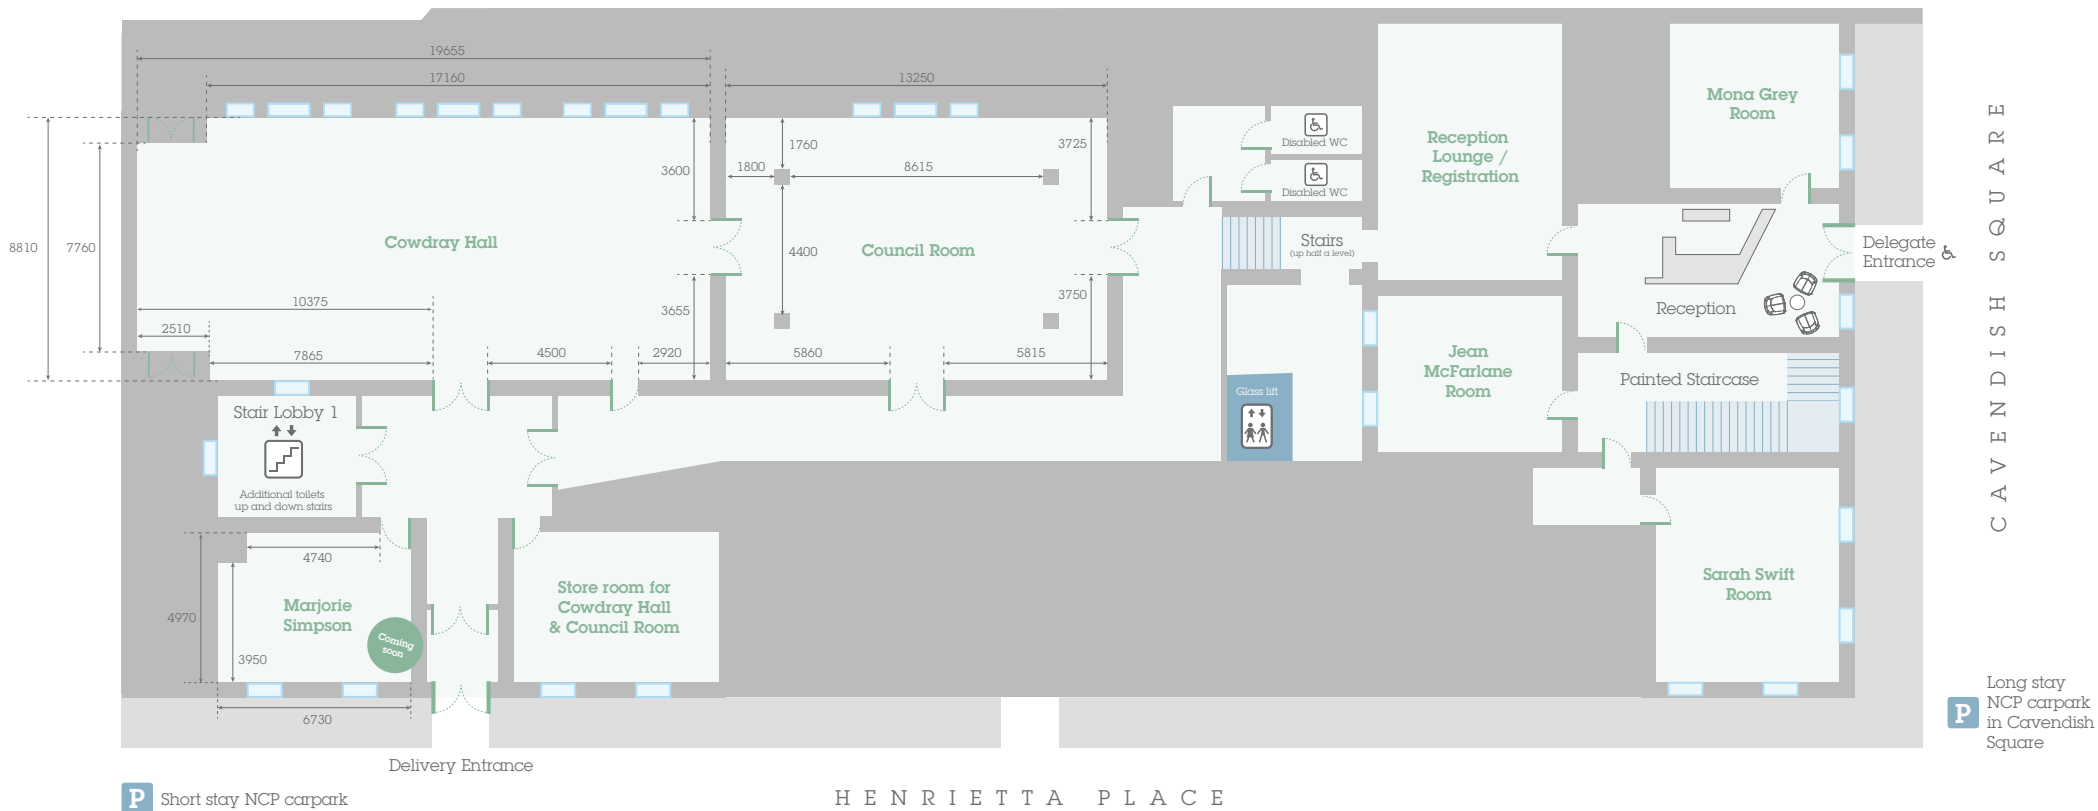 19655
17160
13250
8810
7760
3600
1760
1800
8615
3725
4400
3655
3750
10375
2510
7865
4500
2920
5860
5815
Cowdray Hall
Council Room
Disabled WC
Disabled WC
Stairs
(up half a level)
Reception
Lounge /
Registration
Mona Grey
Room
Delegate
Entrance
Reception
Jean
McFarlane
Room
Painted Staircase
Glass lift
Stair Lobby 1
Additional toilets
up and down stairs
4740
4970
3950
6730
Marjorie
Simpson
Coming
soon
Store room for
Cowdray Hall
& Council Room
Sarah Swift
Room
CAVENDISH SQUARE
P
Long stay
NCP carpark
in Cavendish
Square
Delivery Entrance
P Short stay NCP carpark
HENRIETTA PLACE